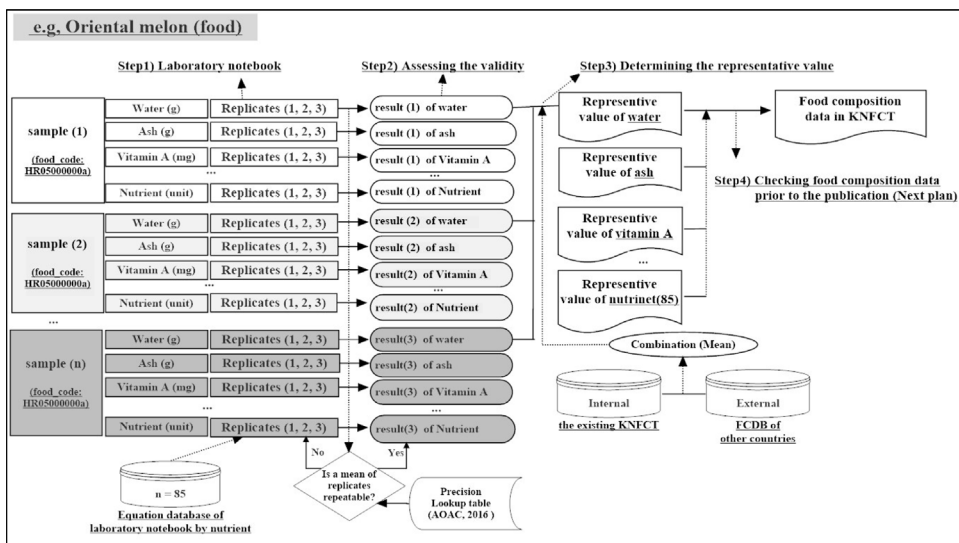 e.g, Oriental melon (food)
Step1) Laboratory notebook
Step2) Assessing the validity
Step3) Determining the representative value
sample (1)
(food_code:
HR05000000a)
Water (g)
Replicates (1, 2, 3)
result (1) of water
Ash (g)
Replicates (1, 2, 3)
result (1) of ash
Vitamin A (mg)
Replicates (1, 2, 3)
result (1) of Vitamin A
...
...
Nutrient (unit)
Replicates (1, 2, 3)
result (1) of Nutrient
sample (2)
(food_code:
HR05000000a)
Water (g)
Replicates (1, 2, 3)
result (2) of water
Ash (g)
Replicates (1, 2, 3)
result (2) of ash
Vitamin A (mg)
Replicates (1, 2, 3)
result(2) of Vitamin A
...
...
Nutrient (unit)
Replicates (1, 2, 3)
result(2) of Nutrient
...
sample (n)
(food_code:
HR05000000a)
Water (g)
Replicates (1, 2, 3)
result(3) of water
Ash (g)
Replicates (1, 2, 3)
result(3) of ash
Vitamin A (mg)
Replicates (1, 2, 3)
result(3) of Vitamin A
...
...
Nutrient (unit)
Replicates (1, 2, 3)
result(3) of Nutrient
Representive
value of water
Representive
value of ash
Representive
value of vitamin A
...
Representive
value of nutrinet(85)
Food composition
data in KNFCT
Step4) Checking food composition data
prior to the publication (Next plan)
Combination (Mean)
Internal
the existing KNFCT
External
FCDB of
other countries
No
Yes
Is a mean of
replicates
repeatable?
Precision
Lookup table
(AOAC, 2016 )
n = 85
Equation database of
laboratory notebook by nutrient